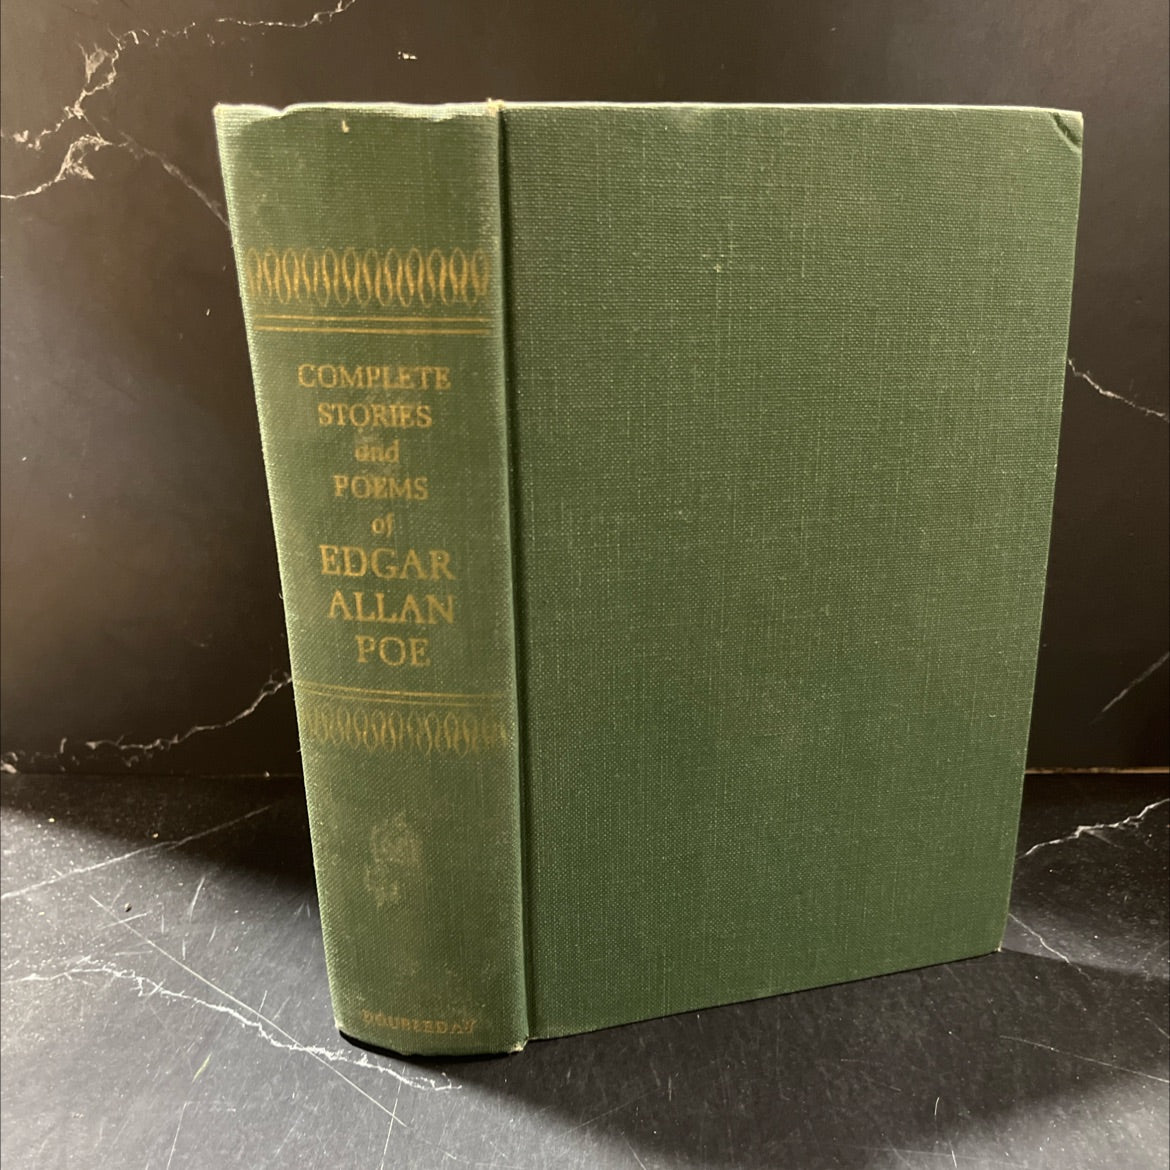 COMPLETE
STORIES
and
POEMS
of
EDGAR
ALLAN
POE
DOUBLEDAY